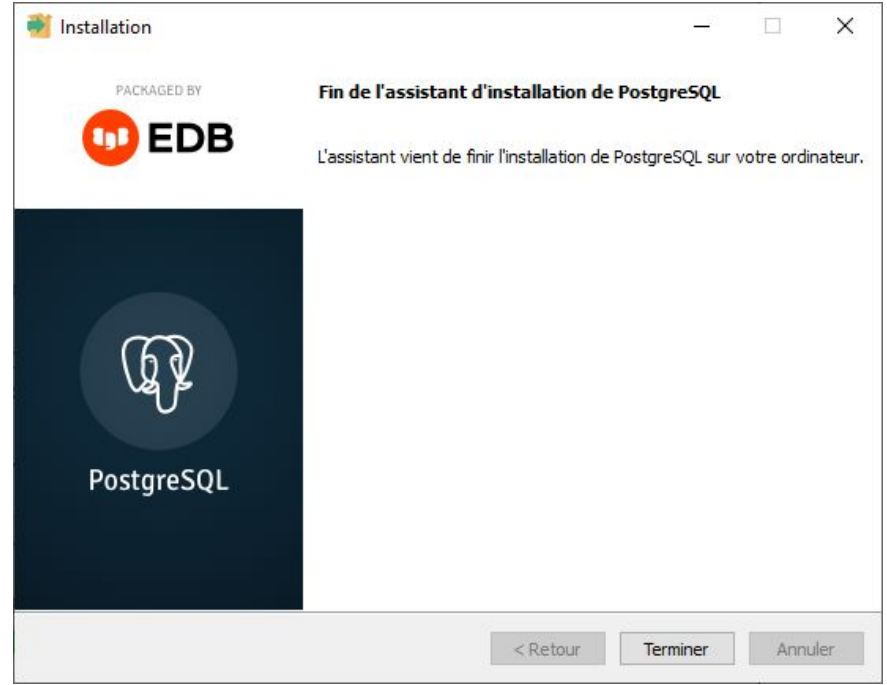 Installation
PACKAGED BY
EDB
Fin de l'assistant d'installation de PostgreSQL
L'assistant vient de finir l'installation de PostgreSQL sur votre ordinateur.
PostgreSQL
< Retour
Terminer
Annuler